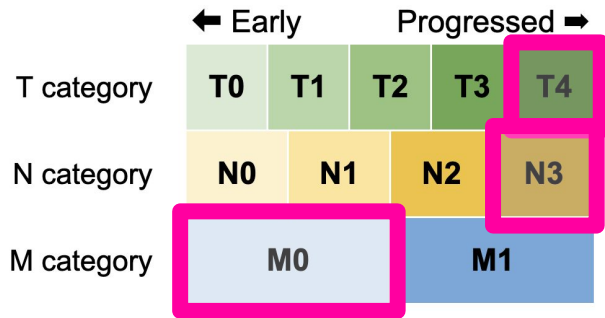 ← Early Progressed →
T category T0 T1 T2 T3 T4
N category N0 N1 N2 N3
M category M0 M1